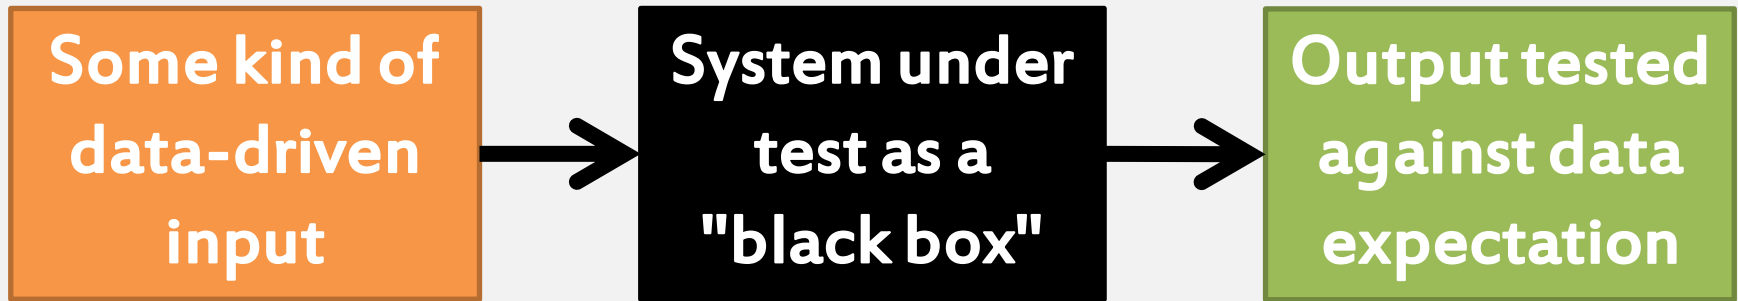 Some kind of
data-driven
input
System under
test as a
"black box"
Output tested
against data
expectation